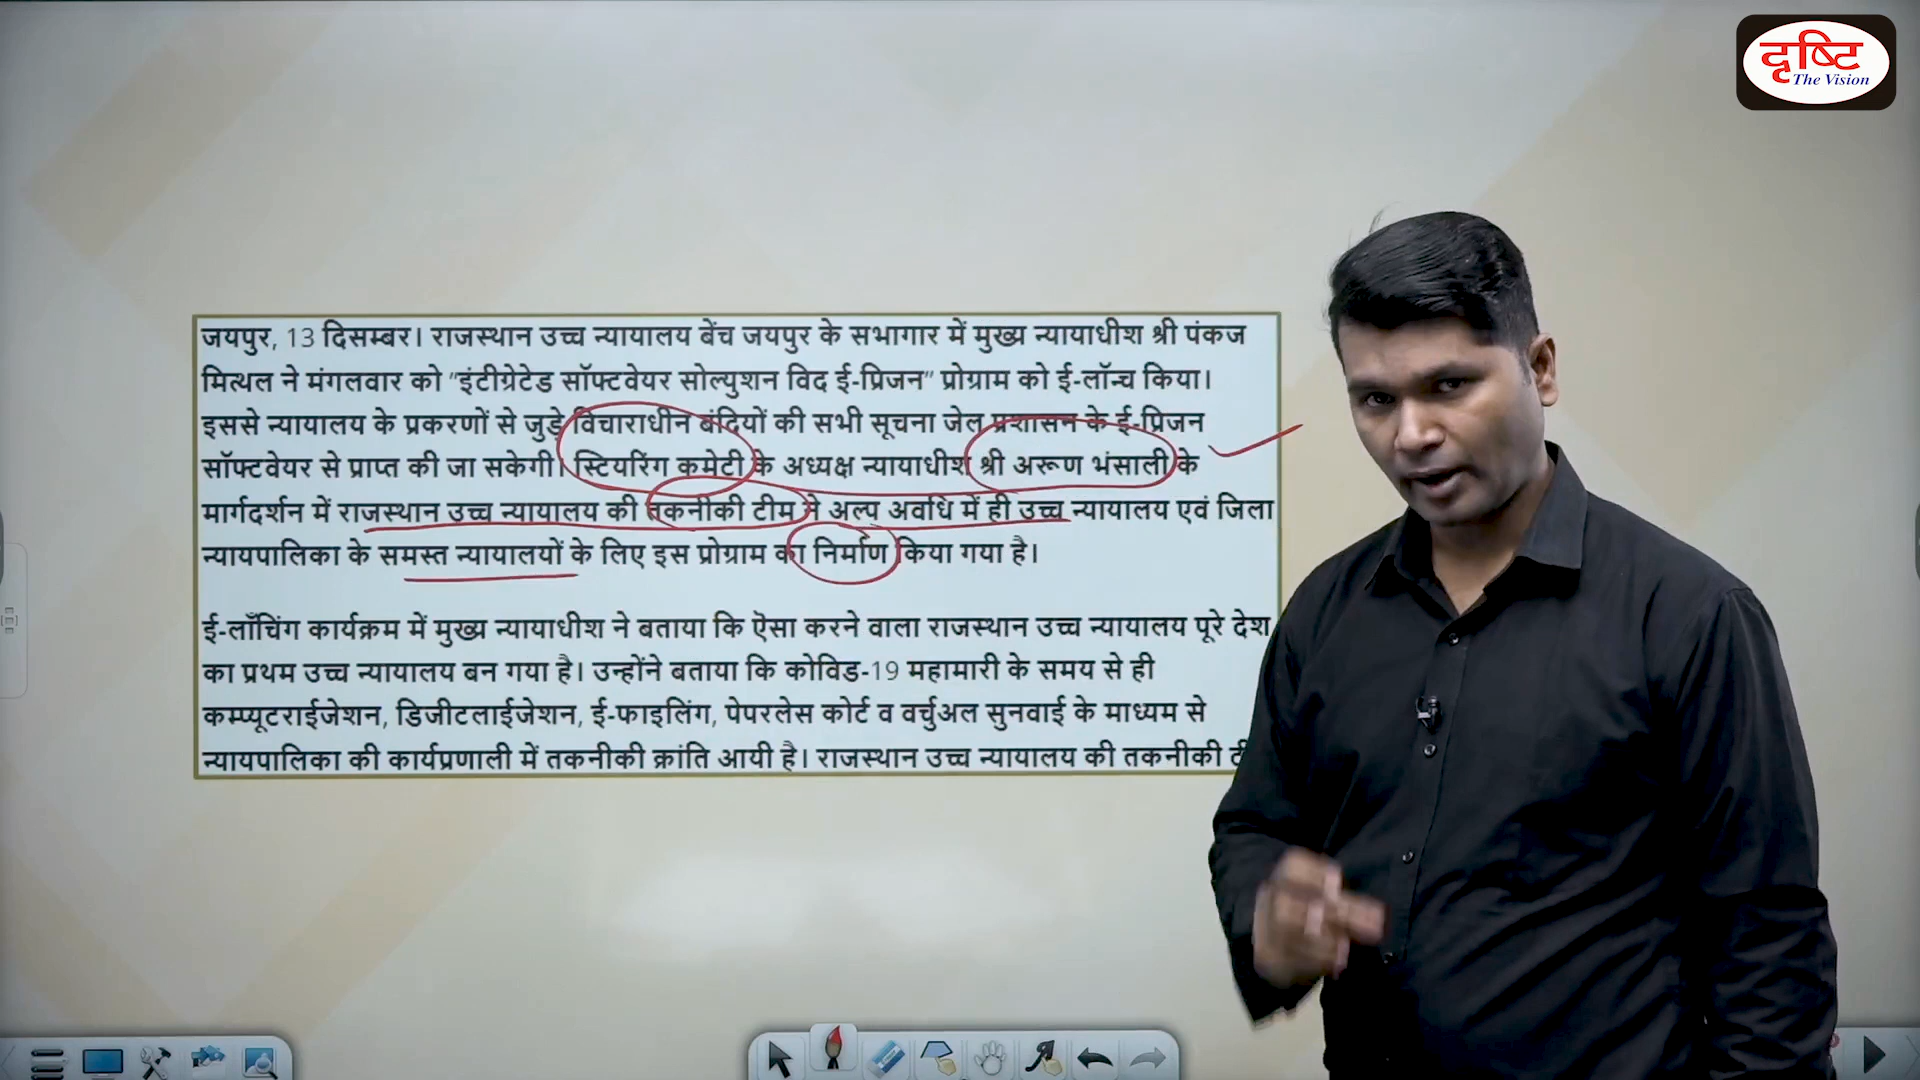 दृष्टि
The Vision
जयपुर, 13 दिसम्बर। राजस्थान उच्च न्यायालय बेंच जयपुर के सभागार में मुख्य न्यायाधीश श्री पंकज
मित्थल ने मंगलवार को "इंटीग्रेटेड सॉफ्टवेयर सोल्युशन विद ई-प्रिजन" प्रोग्राम को ई-लॉन्च किया।
इससे न्यायालय के प्रकरणों से जुड़े विचाराधीन बंदियों की सभी सूचना जेल प्रशासन के ई-प्रिजन
सॉफ्टवेयर से प्राप्त की जा सकेगी। स्टियरिंग कमेटी के अध्यक्ष न्यायाधीश श्री अरूण भंसाली के
मार्गदर्शन में राजस्थान उच्च न्यायालय की तकनीकी टीम ने अल्प अवधि में ही उच्च न्यायालय एवं जिला
न्यायपालिका के समस्त न्यायालयों के लिए इस प्रोग्राम का निर्माण किया गया है।
ई-लॉंचिंग कार्यक्रम में मुख्य न्यायाधीश ने बताया कि ऎसा करने वाला राजस्थान उच्च न्यायालय पूरे देश
का प्रथम उच्च न्यायालय बन गया है। उन्होंने बताया कि कोविड-19 महामारी के समय से ही
कम्प्यूटराईजेशन, डिजीटलाईजेशन, ई-फाइलिंग, पेपरलेस कोर्ट व वर्चुअल सुनवाई के माध्यम से
न्यायपालिका की कार्यप्रणाली में तकनीकी क्रांति आयी है। राजस्थान उच्च न्यायालय की तकनीकी